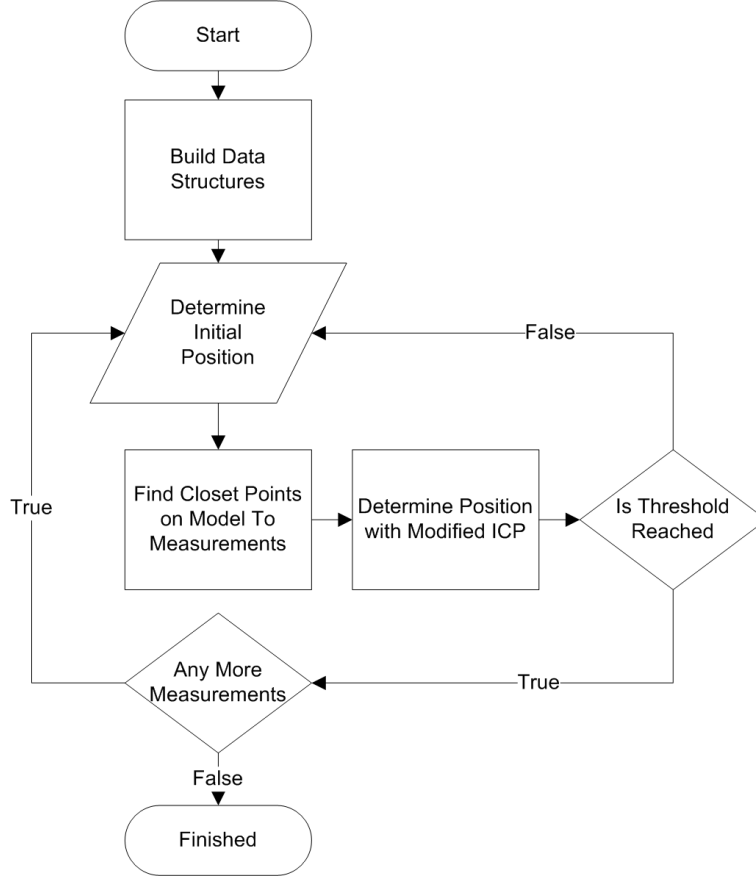 Start
Build Data
Structures
Determine
Initial
Position
False
Find Closet Points
on Model To
Measurements
Determine Position
with Modified ICP
Is Threshold
Reached
True
Any More
Measurements
True
False
Finished